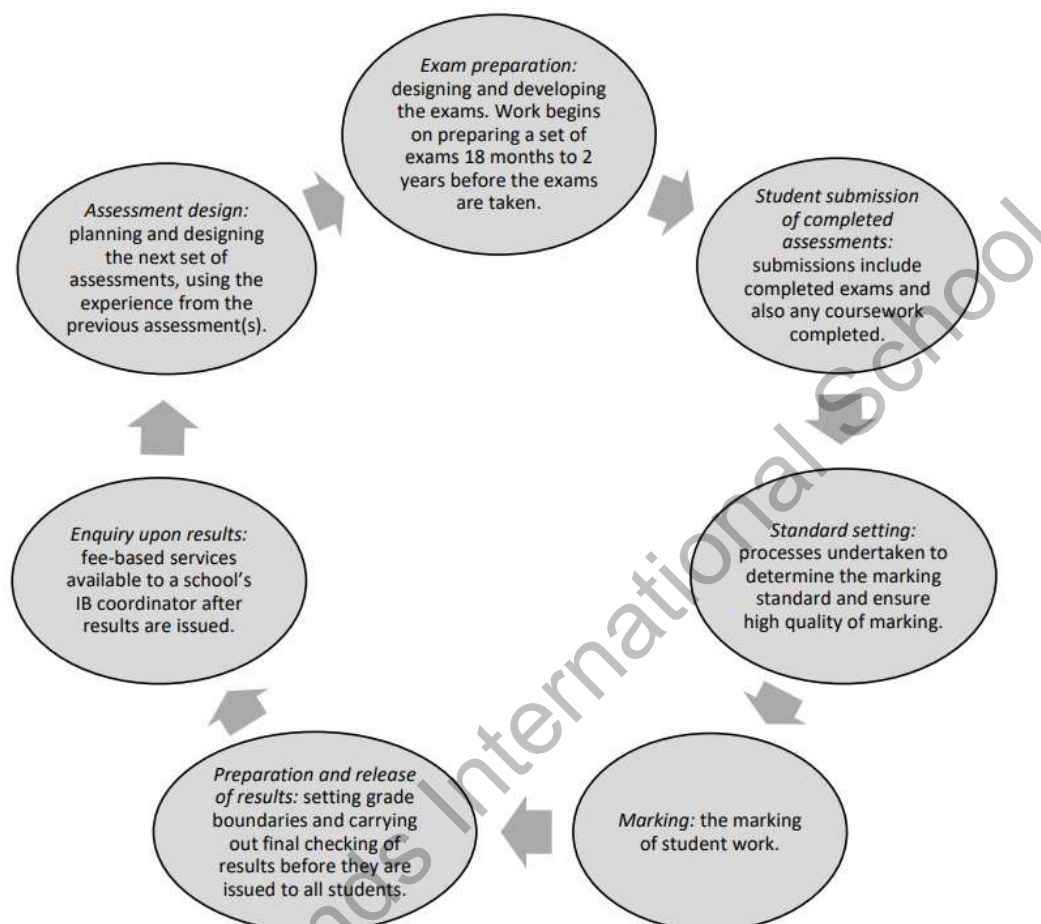 Exam preparation:
designing and developing
the exams. Work begins
on preparing a set of
exams 18 months to 2
years before the exams
are taken.
Student submission
of completed
assessments:
submissions include
completed exams and
also any coursework
completed.
Standard setting:
processes undertaken to
determine the marking
standard and ensure
high quality of marking.
Marking: the marking
of student work.
Preparation and release
of results: setting grade
boundaries and carrying
out final checking of
results before they are
issued to all students.
Enquiry upon results:
fee-based services
available to a school’s
IB coordinator after
results are issued.
Assessment design:
planning and designing
the next set of
assessments, using the
experience from the
previous assessment(s).
International School